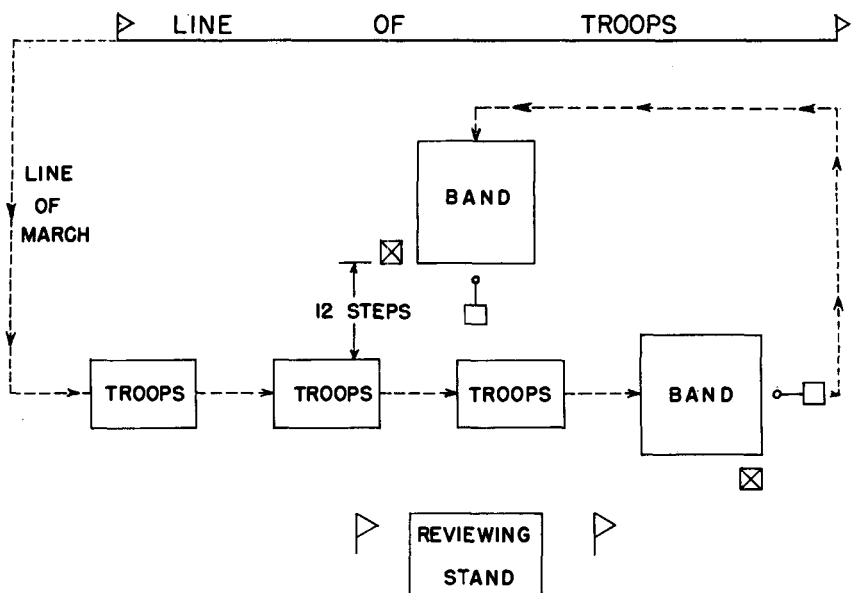 LINE OF TROOPS
LINE
OF
MARCH
BAND
12 STEPS
TROOPS TROOPS TROOPS BAND
REVIEWING
STAND